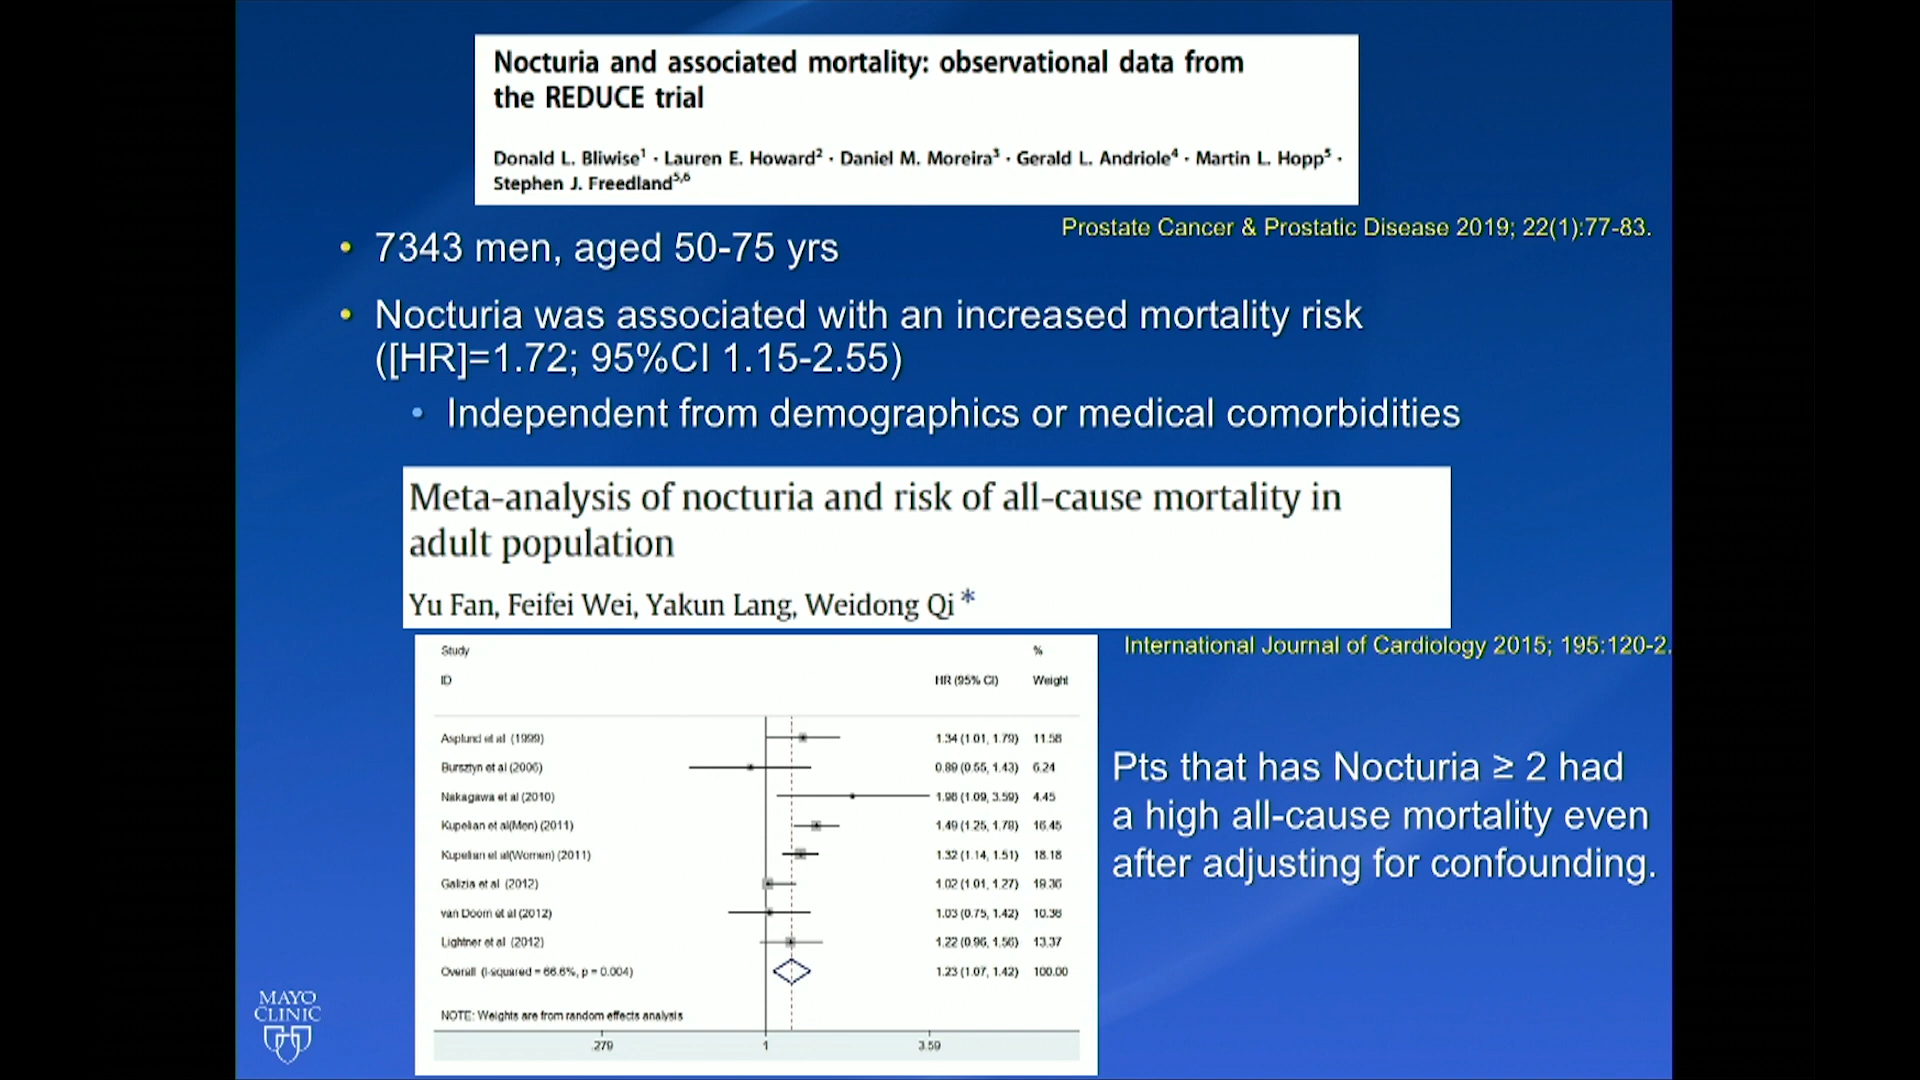 Nocturia and associated mortality: observational data from
the REDUCE trial
Donald L. Bliwise1 · Lauren E. Howard2 · Daniel M. Moreira3 · Gerald L. Andriole4 · Martin L. Hopp5 ·
Stephen J. Freedland5,6
Prostate Cancer & Prostatic Disease 2019; 22(1):77-83.
• 7343 men, aged 50-75 yrs
• Nocturia was associated with an increased mortality risk
([HR]=1.72; 95%CI 1.15-2.55)
• Independent from demographics or medical comorbidities
Meta-analysis of nocturia and risk of all-cause mortality in
adult population
Yu Fan, Feifei Wei, Yakun Lang, Weidong Qi *
International Journal of Cardiology 2015; 195:120-2.
Study %
ID HR (95% CI) Weight
Asplund et al (1999) 1.34 (1.01, 1.79) 11.58
Bursztyn et al (2006) 0.89 (0.55, 1.43) 6.24
Nakagawa et al (2010) 1.98 (1.09, 3.59) 4.45
Kupelian et al(Men) (2011) 1.49 (1.25, 1.78) 16.45
Kupelian et al(Women) (2011) 1.32 (1.14, 1.51) 18.18
Galizia et al (2012) 1.02 (1.01, 1.27) 19.36
van Doorn et al (2012) 1.03 (0.75, 1.42) 10.36
Lightner et al (2012) 1.22 (0.96, 1.56) 13.37
Overall (I-squared = 66.6%, p = 0.004) 1.23 (1.07, 1.42) 100.00
NOTE: Weights are from random effects analysis
.279 1 3.59
Pts that has Nocturia ≥ 2 had
a high all-cause mortality even
after adjusting for confounding.
MAYO
CLINIC